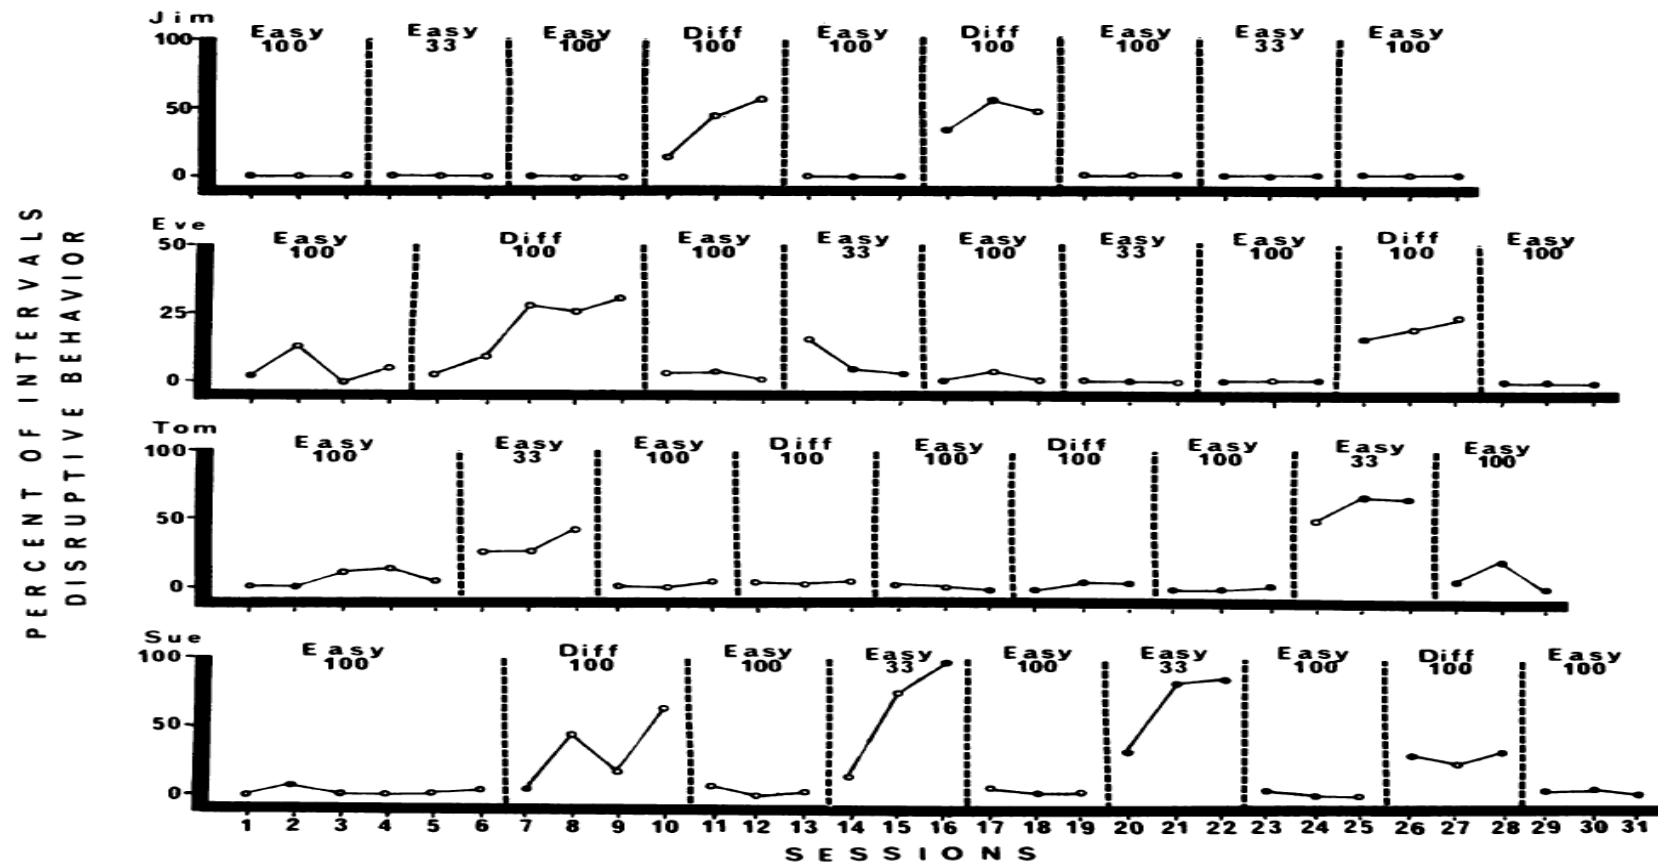 Jim
Easy Easy Easy Diff Easy Diff Easy Easy Easy
100 33 100 100 100 100 100 33 100
100
50
0
Eve
Easy Diff Easy Easy Easy Easy Easy Diff Easy
100 100 100 33 100 33 100 100 100
50
25
0
Tom
Easy Easy Easy Diff Easy Diff Easy Easy Easy
100 33 100 100 100 100 100 33 100
100
50
0
Sue
Easy Diff Easy Easy Easy Easy Easy Diff Easy
100 100 100 33 100 33 100 100 100
100
50
0
1 2 3 4 5 6 7 8 9 10 11 12 13 14 15 16 17 18 19 20 21 22 23 24 25 26 27 28 29 30 31
SESSIONS
PERCENT OF INTERVALS
DISRUPTIVE BEHAVIOR